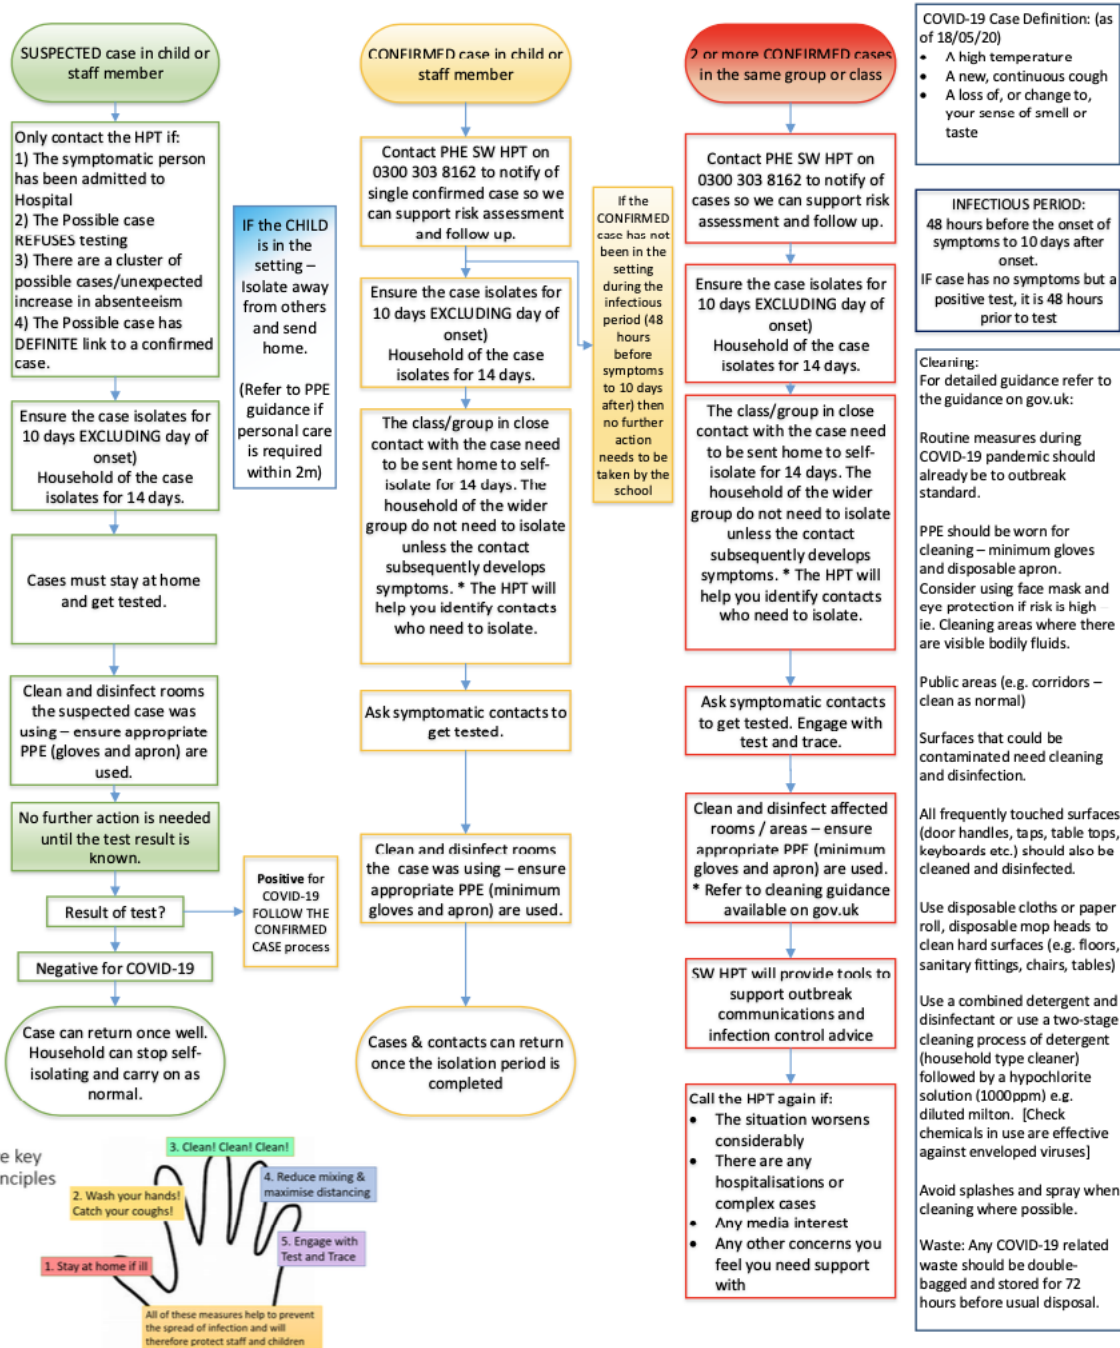 SUSPECTED case in child or
staff member
Only contact the HPT if:
1) The symptomatic person
has been admitted to
Hospital
2) The Possible case
REFUSES testing
3) There are a cluster of
possible cases/unexpected
increase in absenteeism
4) The Possible case has
DEFINITE link to a confirmed
case.
Ensure the case isolates for
10 days EXCLUDING day of
onset)
Household of the case
isolates for 14 days.
Cases must stay at home
and get tested.
Clean and disinfect rooms
the suspected case was
using – ensure appropriate
PPE (gloves and apron) are
used.
No further action is needed
until the test result is
known.
Result of test?
Positive for
COVID-19
FOLLOW THE
CONFIRMED
CASE process
Negative for COVID-19
Case can return once well.
Household can stop self-
isolating and carry on as
normal.
IF the CHILD
is in the
setting –
Isolate away
from others
and send
home.
(Refer to PPE
guidance if
personal care
is required
within 2m)
CONFIRMED case in child or
staff member
Contact PHE SW HPT on
0300 303 8162 to notify of
single confirmed case so we
can support risk assessment
and follow up.
Ensure the case isolates for
10 days EXCLUDING day of
onset)
Household of the case
isolates for 14 days.
The class/group in close
contact with the case need
to be sent home to self-
isolate for 14 days. The
household of the wider
group do not need to isolate
unless the contact
subsequently develops
symptoms. * The HPT will
help you identify contacts
who need to isolate.
Ask symptomatic contacts to
get tested.
Clean and disinfect rooms
the case was using – ensure
appropriate PPE (minimum
gloves and apron) are used.
Cases & contacts can return
once the isolation period is
completed
If the
CONFIRMED
case has not
been in the
setting
during the
infectious
period (48
hours
before
symptoms
to 10 days
after) then
no further
action
needs to be
taken by the
school
2 or more CONFIRMED cases
in the same group or class
Contact PHE SW HPT on
0300 303 8162 to notify of
cases so we can support risk
assessment and follow up.
Ensure the case isolates for
10 days EXCLUDING day of
onset)
Household of the case
isolates for 14 days.
The class/group in close
contact with the case need
to be sent home to self-
isolate for 14 days. The
household of the wider
group do not need to isolate
unless the contact
subsequently develops
symptoms. * The HPT will
help you identify contacts
who need to isolate.
Ask symptomatic contacts
to get tested. Engage with
test and trace.
Clean and disinfect affected
rooms / areas – ensure
appropriate PPE (minimum
gloves and apron) are used.
* Refer to cleaning guidance
available on gov.uk
SW HPT will provide tools to
support outbreak
communications and
infection control advice
Call the HPT again if:
• The situation worsens
considerably
• There are any
hospitalisations or
complex cases
• Any media interest
• Any other concerns you
feel you need support
with
COVID-19 Case Definition: (as
of 18/05/20)
• A high temperature
• A new, continuous cough
• A loss of, or change to,
your sense of smell or
taste
INFECTIOUS PERIOD:
48 hours before the onset of
symptoms to 10 days after
onset.
IF case has no symptoms but a
positive test, it is 48 hours
prior to test
Cleaning:
For detailed guidance refer to
the guidance on gov.uk:
Routine measures during
COVID-19 pandemic should
already be to outbreak
standard.
PPE should be worn for
cleaning – minimum gloves
and disposable apron.
Consider using face mask and
eye protection if risk is high –
ie. Cleaning areas where there
are visible bodily fluids.
Public areas (e.g. corridors –
clean as normal)
Surfaces that could be
contaminated need cleaning
and disinfection.
All frequently touched surfaces
(door handles, taps, table tops,
keyboards etc.) should also be
cleaned and disinfected.
Use disposable cloths or paper
roll, disposable mop heads to
clean hard surfaces (e.g. floors,
sanitary fittings, chairs, tables)
Use a combined detergent and
disinfectant or use a two-stage
cleaning process of detergent
(household type cleaner)
followed by a hypochlorite
solution (1000ppm) e.g.
diluted milton. [Check
chemicals in use are effective
against enveloped viruses]
Avoid splashes and spray when
cleaning where possible.
Waste: Any COVID-19 related
waste should be double-
bagged and stored for 72
hours before usual disposal.
key
1. Stay at home if ill
2. Wash your hands!
Catch your coughs!
3. Clean! Clean! Clean!
4. Reduce mixing &
maximise distancing
5. Engage with
Test and Trace
All of these measures help to prevent
the spread of infection and will
therefore protect staff and children